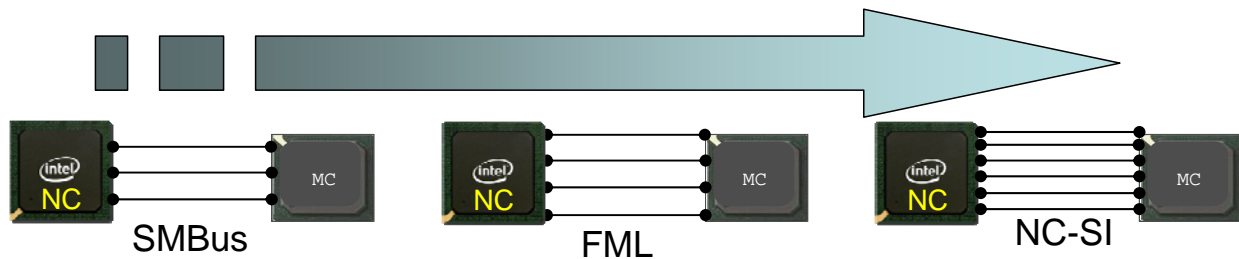 intel
NC
MC
SMBus
intel
NC
MC
FML
intel
NC
MC
NC-SI